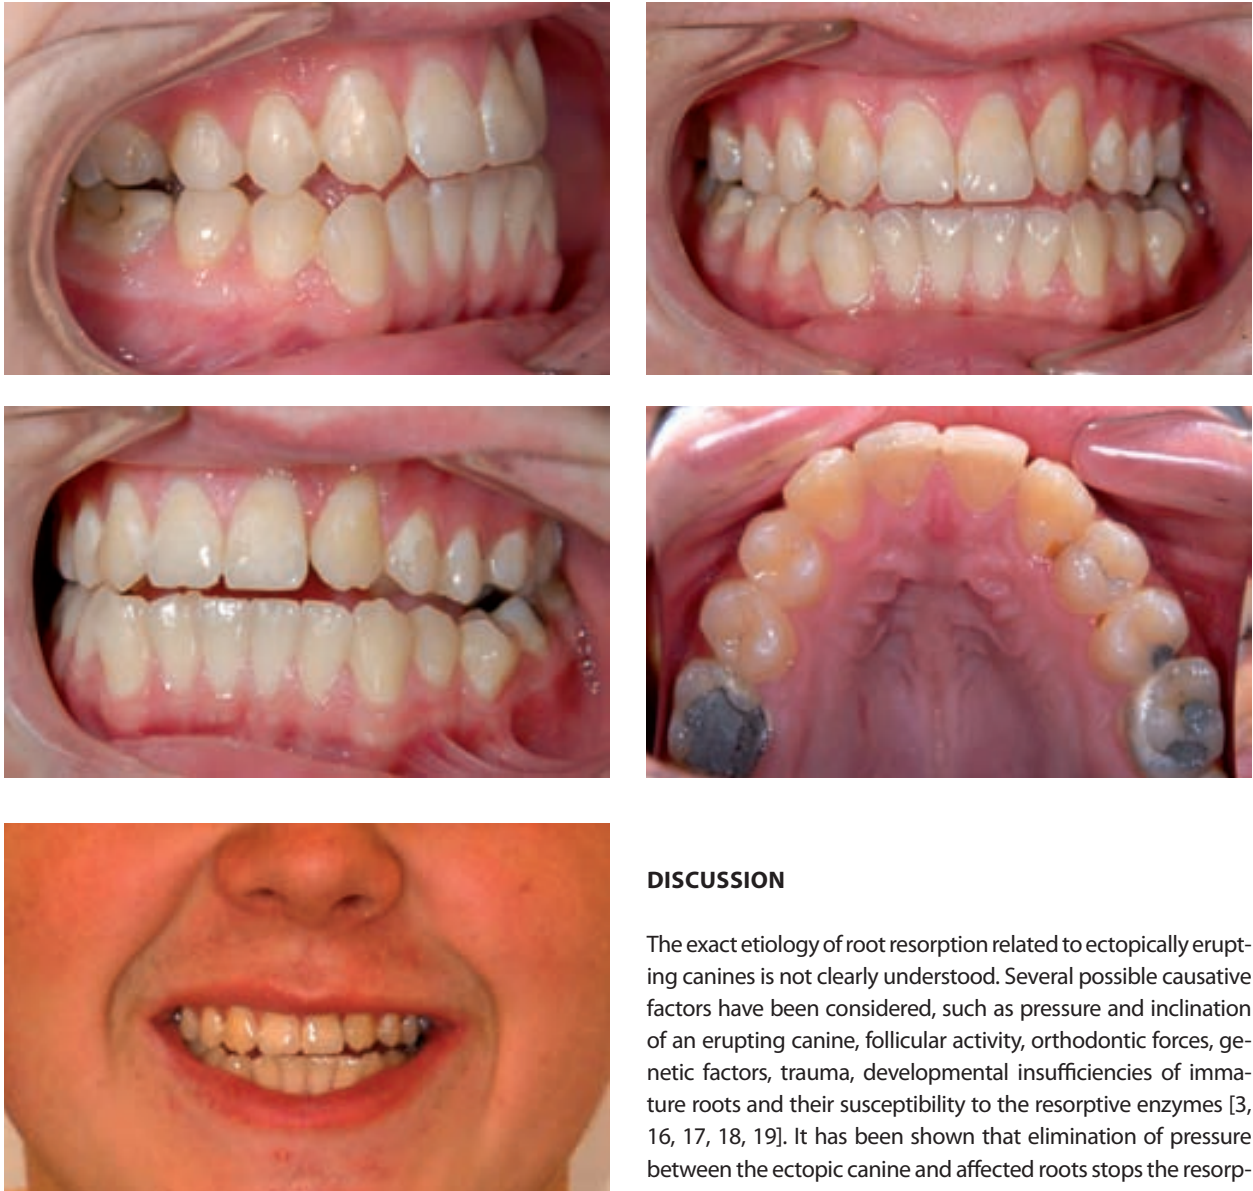 DISCUSSION
The exact etiology of root resorption related to ectopically erupt-
ing canines is not clearly understood. Several possible causative
factors have been considered, such as pressure and inclination
of an erupting canine, follicular activity, orthodontic forces, ge-
netic factors, trauma, developmental insufficiencies of imma-
ture roots and their susceptibility to the resorptive enzymes [3,
16, 17, 18, 19]. It has been shown that elimination of pressure
between the ectopic canine and affected roots stops the resorp-